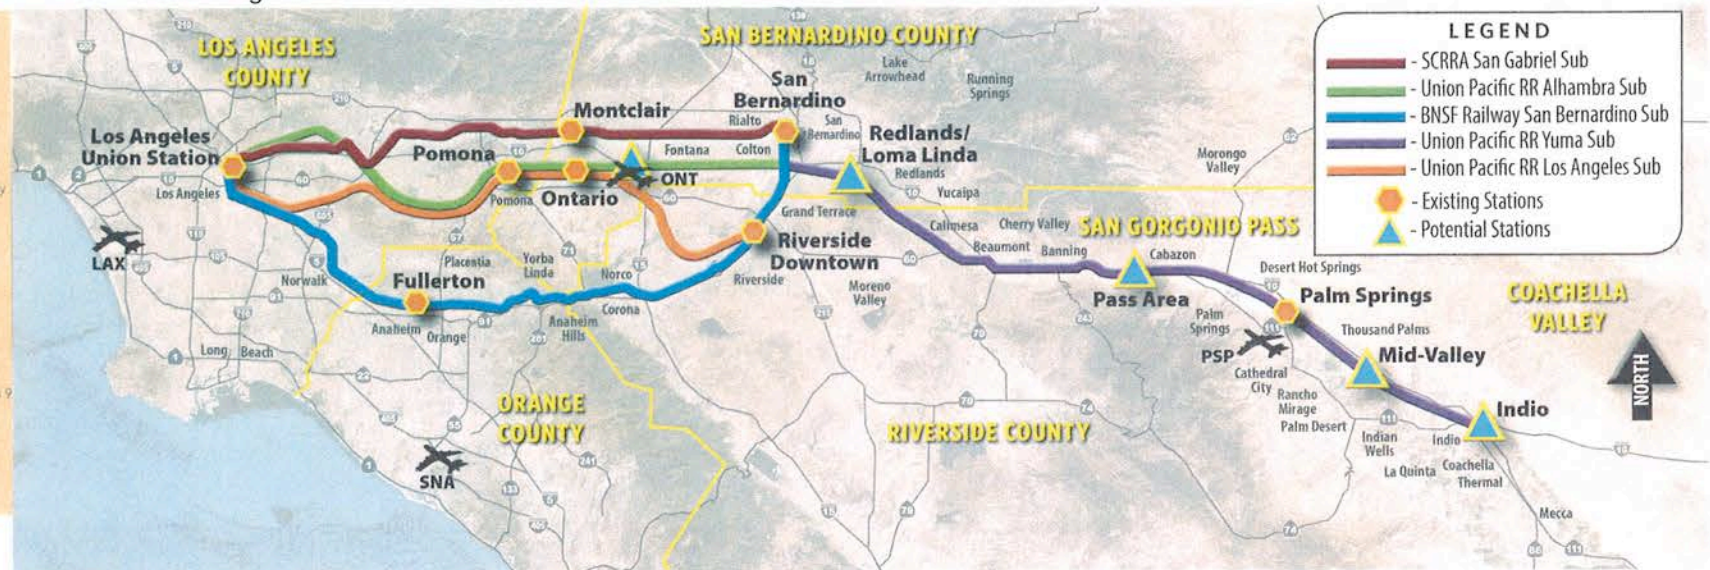 LOS ANGELES
COUNTY
SAN BERNARDINO COUNTY
Lake
Arrowhead
Running
Springs
LEGEND
- SCRRA San Gabriel Sub
- Union Pacific RR Alhambra Sub
- BNSF Railway San Bernardino Sub
- Union Pacific RR Yuma Sub
- Union Pacific RR Los Angeles Sub
- Existing Stations
- Potential Stations
Los Angeles
Union Station
Los Angeles
Montclair
San
Bernardino
Rialto
San
Bernardino
Redlands/
Loma Linda
Redlands
Pomona
Pomona
Ontario
ONT
Fontana
Colton
Yucaipa
Morongo
Valley
Grand Terrace
Calimesa
Cherry Valley
SAN GORGONIO PASS
Beaumont
Banning
Cabazon
LAX
Norwalk
Placentia
Yorba
Linda
Norco
Riverside
Downtown
Riverside
Moreno
Valley
Pass Area
Desert Hot Springs
Palm Springs
COACHELLA
VALLEY
Fullerton
Anaheim
Orange
Anaheim
Hills
Corona
Palm
Springs
PSP
Thousand Palms
Mid-Valley
Cathedral
City
Rancho
Mirage
Palm Desert
NORTH
Long Beach
ORANGE
COUNTY
RIVERSIDE COUNTY
Indian
Wells
Indio
Indio
La Quinta
Coachella
Thermal
SNA
Mecca